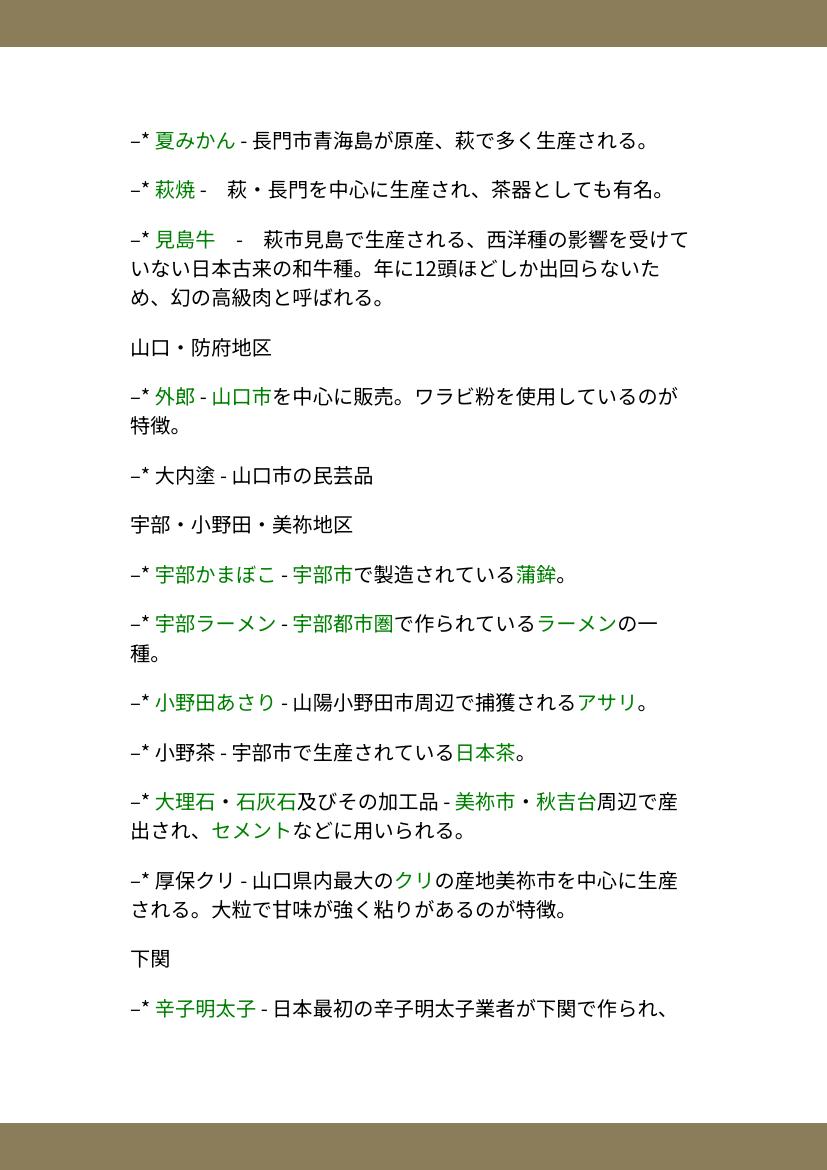 –* 夏みかん - 長門市青海島が原産、萩で多く生産される。
–* 萩焼 -　萩・長門を中心に生産され、茶器としても有名。
–* 見島牛　-　萩市見島で生産される、西洋種の影響を受けて
いない日本古来の和牛種。年に12頭ほどしか出回らないた
め、幻の高級肉と呼ばれる。
山口・防府地区
–* 外郎 - 山口市を中心に販売。ワラビ粉を使用しているのが
特徴。
–* 大内塗 - 山口市の民芸品
宇部・小野田・美祢地区
–* 宇部かまぼこ - 宇部市で製造されている蒲鉾。
–* 宇部ラーメン - 宇部都市圏で作られているラーメンの一
種。
–* 小野田あさり - 山陽小野田市周辺で捕獲されるアサリ。
–* 小野茶 - 宇部市で生産されている日本茶。
–* 大理石・石灰石及びその加工品 - 美祢市・秋吉台周辺で産
出され、セメントなどに用いられる。
–* 厚保クリ - 山口県内最大のクリの産地美祢市を中心に生産
される。大粒で甘味が強く粘りがあるのが特徴。
下関
–* 辛子明太子 - 日本最初の辛子明太子業者が下関で作られ、